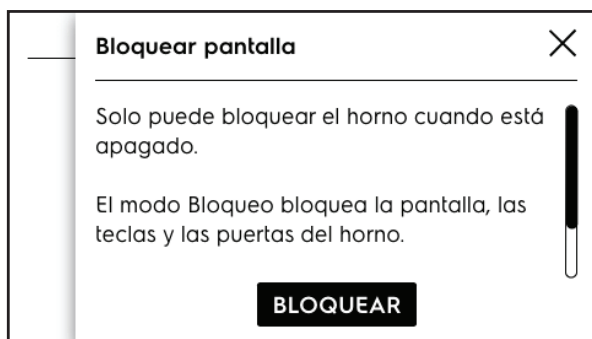 Bloquear pantalla
Solo puede bloquear el horno cuando está
apagado.
El modo Bloqueo bloquea la pantalla, las
teclas y las puertas del horno.
BLOQUEAR